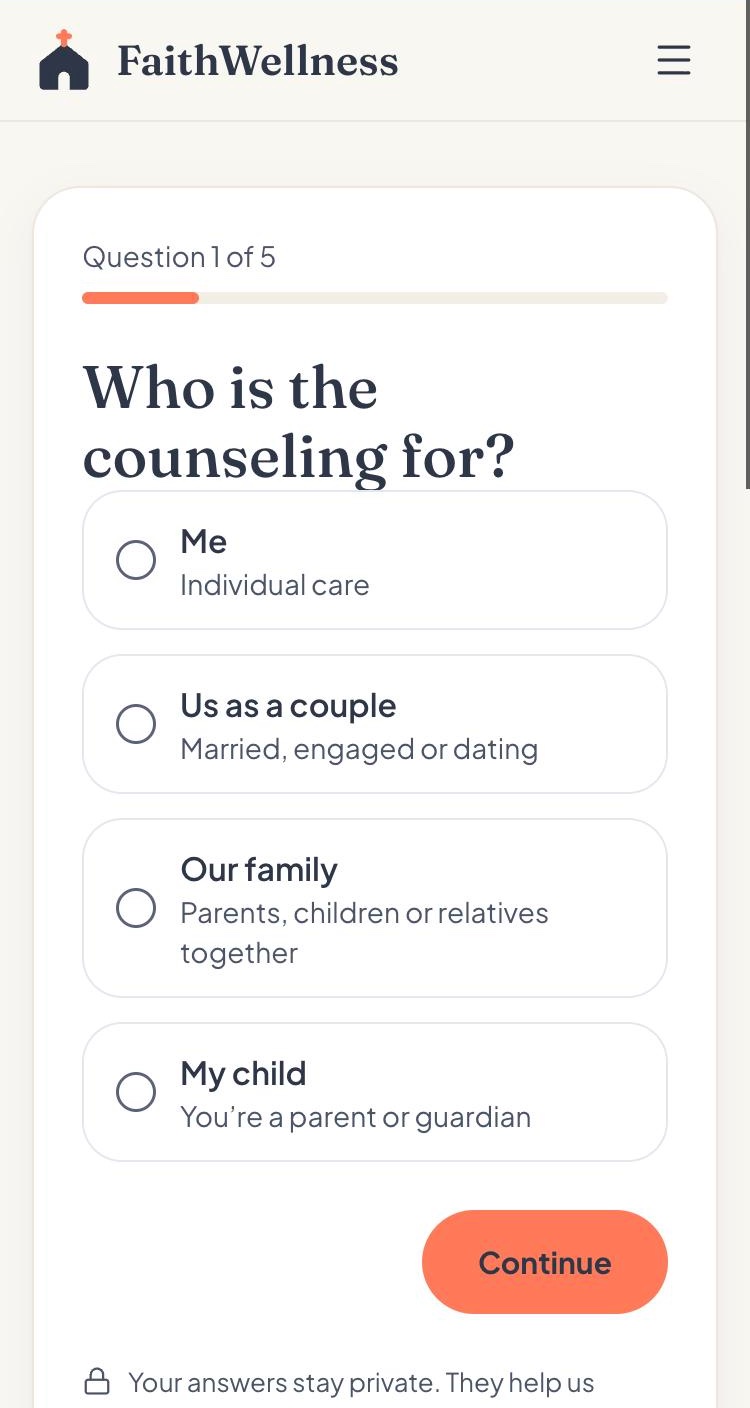 FaithWellness
Question 1 of 5
Who is the
counseling for?
Me
Individual care
Us as a couple
Married, engaged or dating
Our family
Parents, children or relatives
together
My child
You’re a parent or guardian
Continue
Your answers stay private. They help us